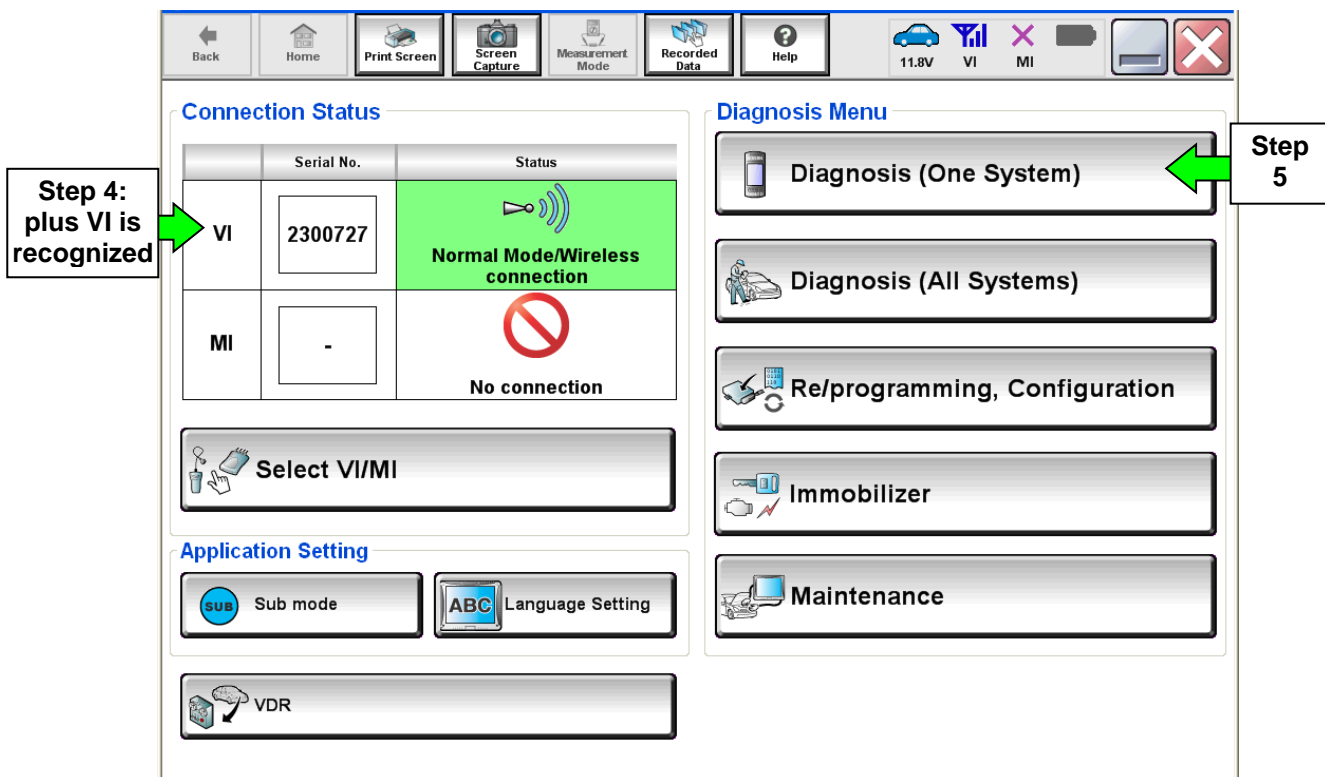 Back
Home
Print Screen
Screen
Capture
Measurement
Mode
Recorded
Data
?
Help
11.8V
VI
MI
Connection Status
Serial No.
Status
VI
2300727
Normal Mode/Wireless
connection
MI
-
No connection
Select VI/MI
Application Setting
SUB
Sub mode
ABC
Language Setting
VDR
Diagnosis Menu
Diagnosis (One System)
Diagnosis (All Systems)
Re/programming, Configuration
Immobilizer
Maintenance
Step 4:
plus VI is
recognized
Step
5